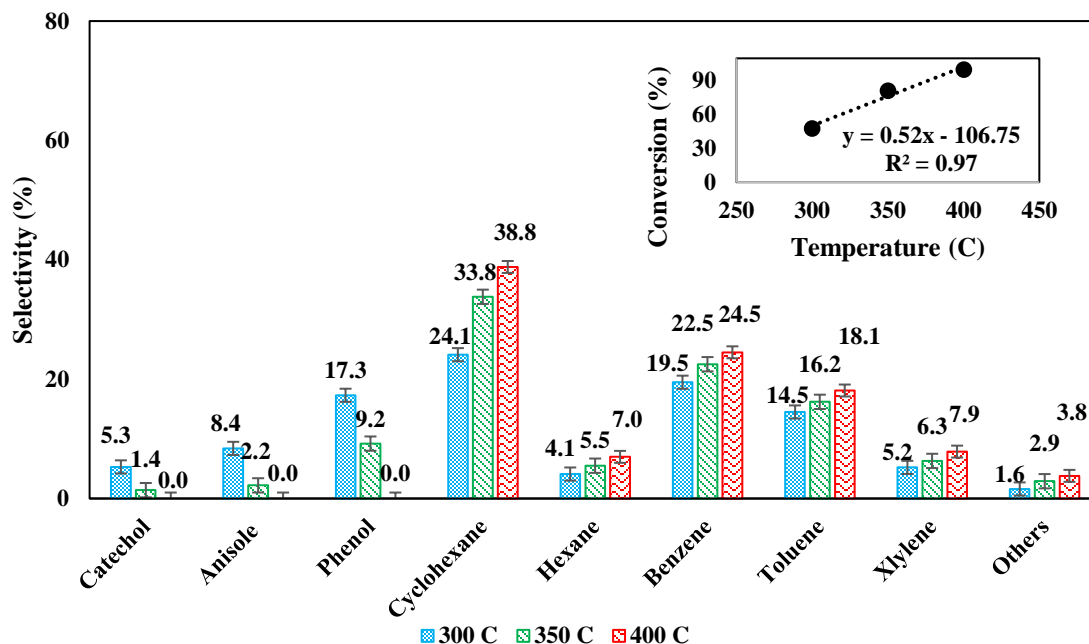 80
60
40
20
0
Selectivity (%)
5.3
1.4
0.0
8.4
2.2
0.0
17.3
9.2
0.0
24.1
33.8
38.8
4.1
5.5
7.0
19.5
22.5
24.5
14.5
16.2
18.1
5.2
6.3
7.9
1.6
2.9
3.8
Catechol
Anisole
Phenol
Cyclohexane
Hexane
Benzene
Toluene
Xlylene
Others
300 C 350 C 400 C
Conversion (%)
90
60
30
0
y = 0.52x - 106.75
R² = 0.97
250 300 350 400 450
Temperature (C)